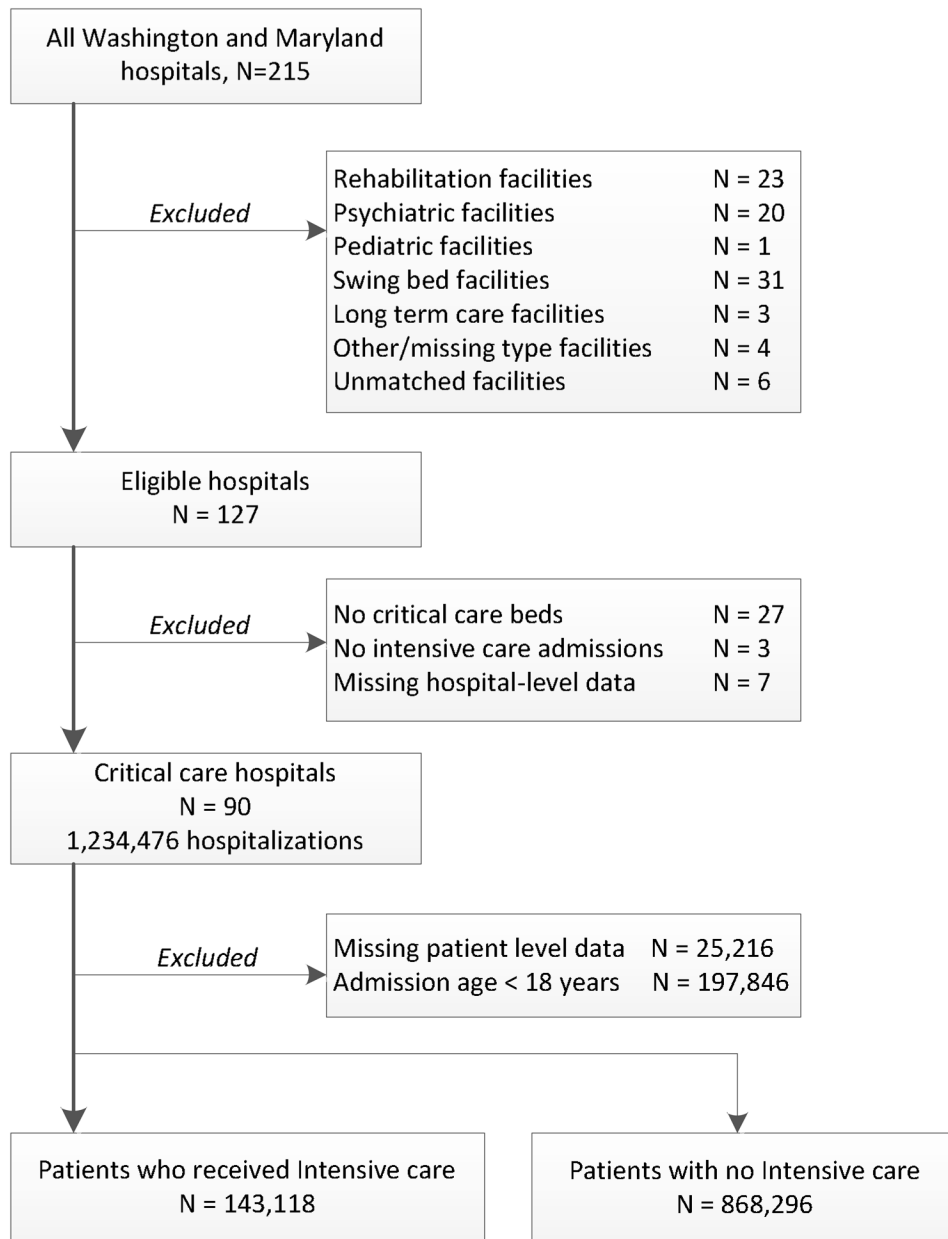 All Washington and Maryland
hospitals, N=215
Excluded
Rehabilitation facilities N = 23
Psychiatric facilities N = 20
Pediatric facilities N = 1
Swing bed facilities N = 31
Long term care facilities N = 3
Other/missing type facilities N = 4
Unmatched facilities N = 6
Eligible hospitals
N = 127
Excluded
No critical care beds N = 27
No intensive care admissions N = 3
Missing hospital-level data N = 7
Critical care hospitals
N = 90
1,234,476 hospitalizations
Excluded
Missing patient level data N = 25,216
Admission age < 18 years N = 197,846
Patients who received Intensive care
N = 143,118
Patients with no Intensive care
N = 868,296